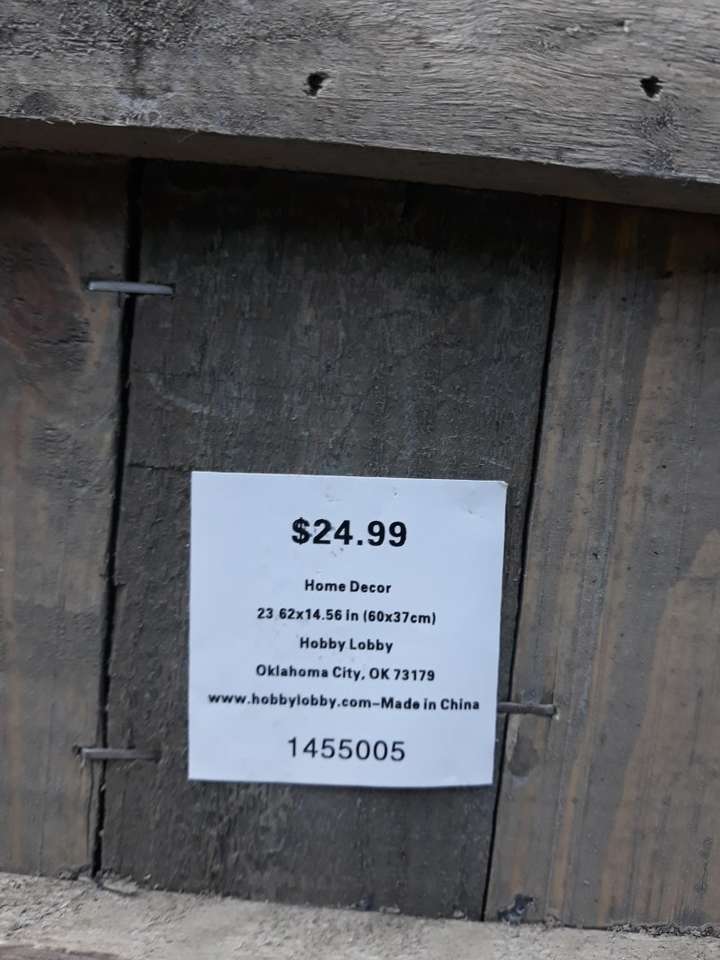 $24.99
Home Decor
23 62x14.56 in (60x37cm)
Hobby Lobby
Oklahoma City, OK 73179
www.hobbylobby.com-Made in China
1455005